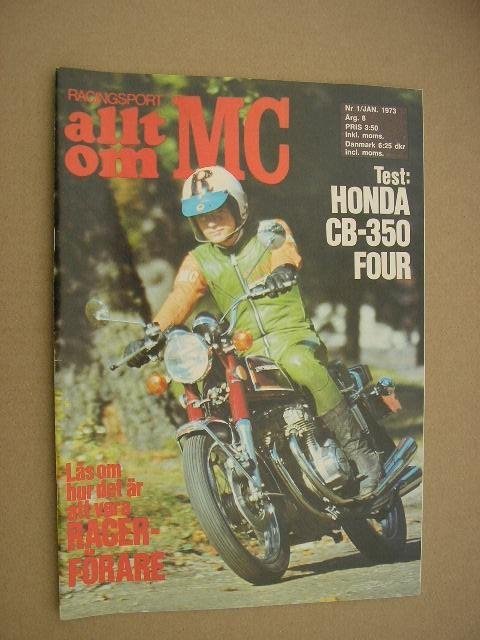 RACINGSPORT
allt
om MC
Nr 1/JAN. 1973
Årg. 6
PRIS 3:50
Inkl. moms.
Danmark 6:25 dkr
Incl. moms.
R
Test:
HONDA
CB-350
FOUR
Läs om
hur det är
att vara
RACER-
FÖRARE